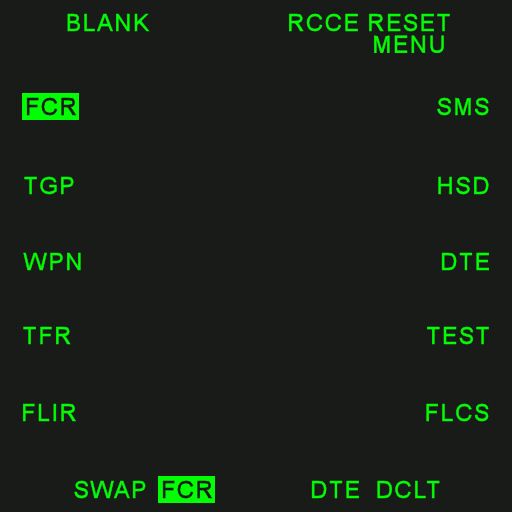 BLANK RCCE RESET
MENU
FCR SMS
TGP HSD
WPN DTE
TFR TEST
FLIR FLCS
SWAP FCR DTE DCLT